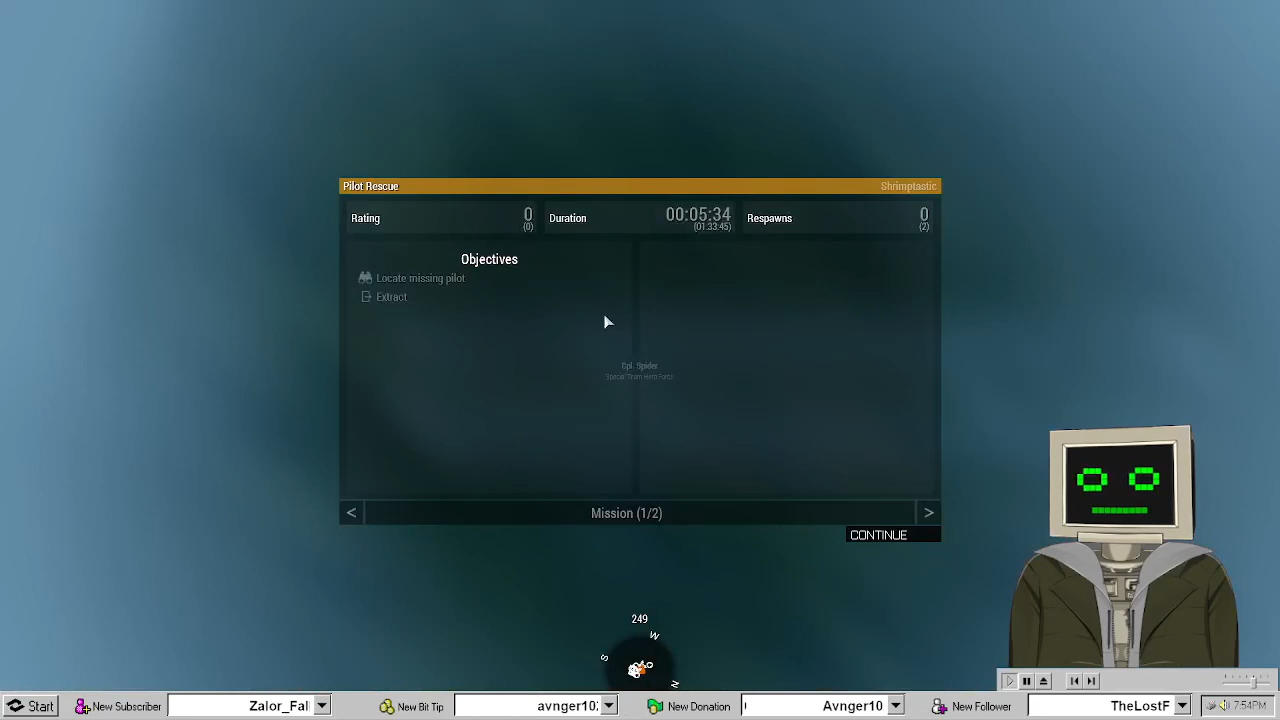 Pilot Rescue
Shrimptastic
Rating
0
(0)
Duration
00:05:34
(01:33:45)
Respawns
0
(2)
Objectives
Locate missing pilot
Extract
Cpl. Spider
<
Mission (1/2)
>
CONTINUE
249
W
S
N
Start
New Subscriber
Zalor_Fal
New Bit Tip
avnger10
New Donation
Avnger10
New Follower
TheLostF
7:54PM